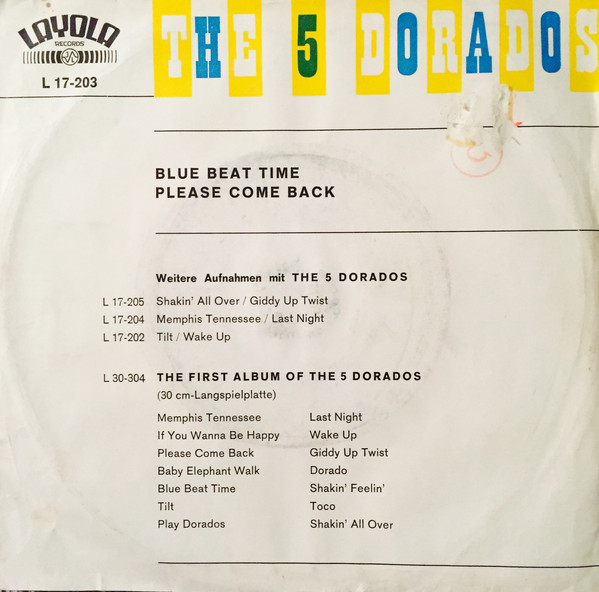 LAYOLA
RECORDS
L 17-203
THE 5 DORADOS
BLUE BEAT TIME
PLEASE COME BACK
Weitere Aufnahmen mit THE 5 DORADOS
L 17-205 Shakin' All Over / Giddy Up Twist
L 17-204 Memphis Tennessee / Last Night
L 17-202 Tilt / Wake Up
L 30-304 THE FIRST ALBUM OF THE 5 DORADOS
(30 cm-Langspielplatte)
Memphis Tennessee Last Night
If You Wanna Be Happy Wake Up
Please Come Back Giddy Up Twist
Baby Elephant Walk Dorado
Blue Beat Time Shakin' Feelin'
Tilt Toco
Play Dorados Shakin' All Over